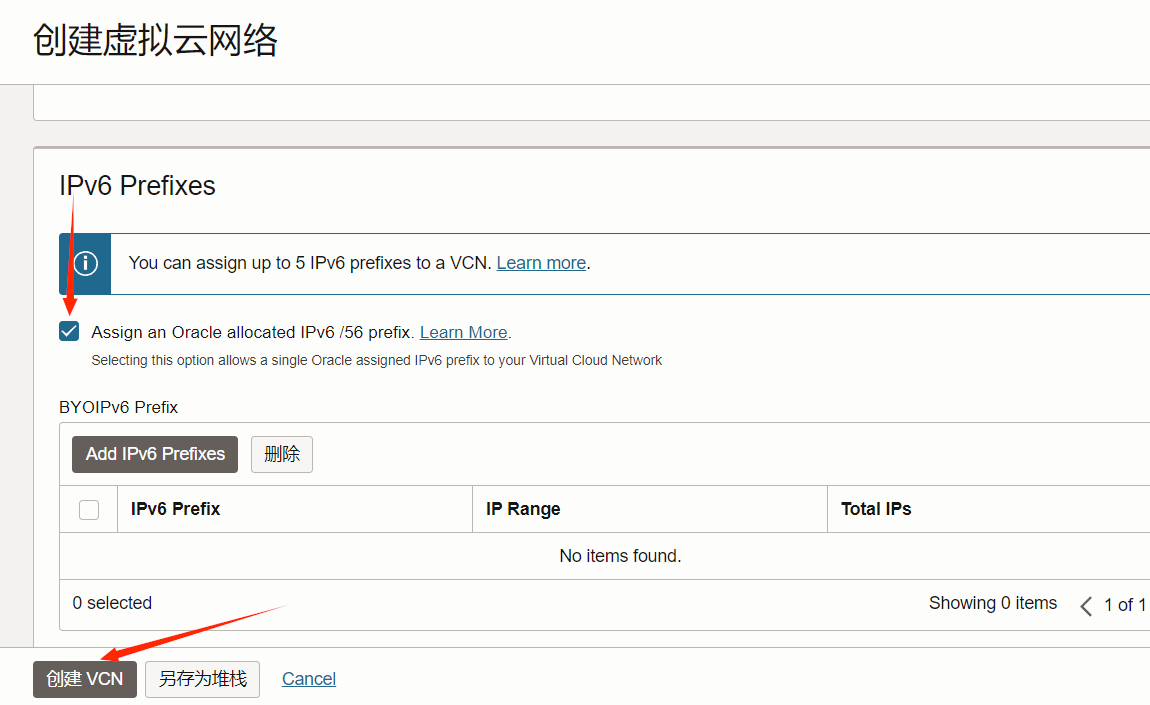 创建虚拟云网络
IPv6 Prefixes
You can assign up to 5 IPv6 prefixes to a VCN. Learn more.
Assign an Oracle allocated IPv6 /56 prefix. Learn More.
Selecting this option allows a single Oracle assigned IPv6 prefix to your Virtual Cloud Network
BYOIPv6 Prefix
Add IPv6 Prefixes 删除
IPv6 Prefix IP Range Total IPs
No items found.
0 selected Showing 0 items 1 of 1
创建 VCN 另存为堆栈 Cancel